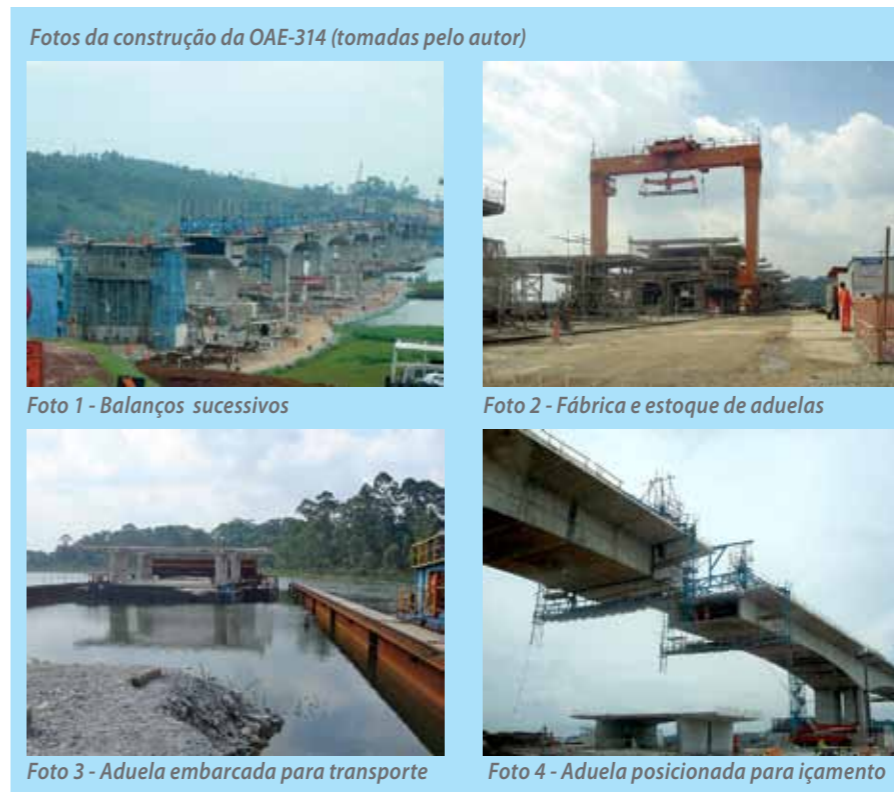 Fotos da construção da OAE-314 (tomadas pelo autor)
Foto 1 - Balanços sucessivos
Foto 2 - Fábrica e estoque de aduelas
Foto 3 - Aduela embarcada para transporte
Foto 4 - Aduela posicionada para içamento